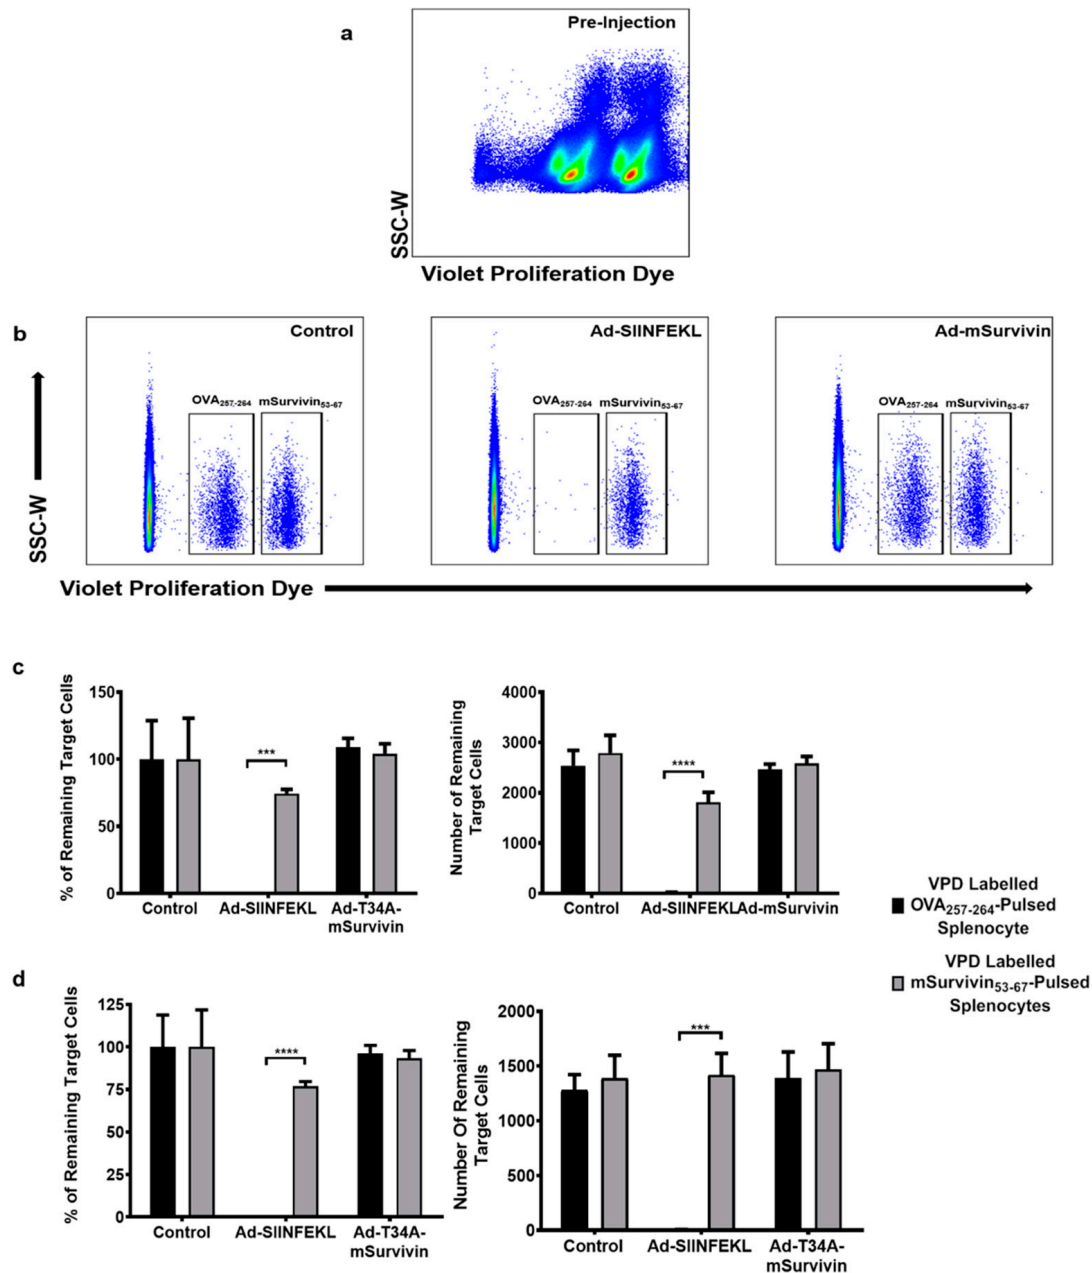 a
Pre-Injection
SSC-W
Violet Proliferation Dye
b
Control
OVA257-264
mSurvivin53-67
Ad-SIINFEKL
OVA257-264
mSurvivin53-67
Ad-mSurvivin
OVA257-264
mSurvivin53-67
SSC-W
Violet Proliferation Dye
c
% of Remaining Target Cells
150
100
50
0
***
Control
Ad-SIINFEKL
Ad-T34A-
mSurvivin
Number of Remaining
Target Cells
4000
3000
2000
1000
0
****
Control
Ad-SIINFEKL
Ad-mSurvivin
VPD Labelled
OVA257-264-Pulsed
Splenocyte
VPD Labelled
mSurvivin53-67-Pulsed
Splenocytes
d
% of Remaining Target Cells
125
100
75
50
25
0
****
Control
Ad-SIINFEKL
Ad-T34A-
mSurvivin
Number Of Remaining
Target Cells
2000
1500
1000
500
0
***
Control
Ad-SIINFEKL
Ad-T34A-
mSurvivin